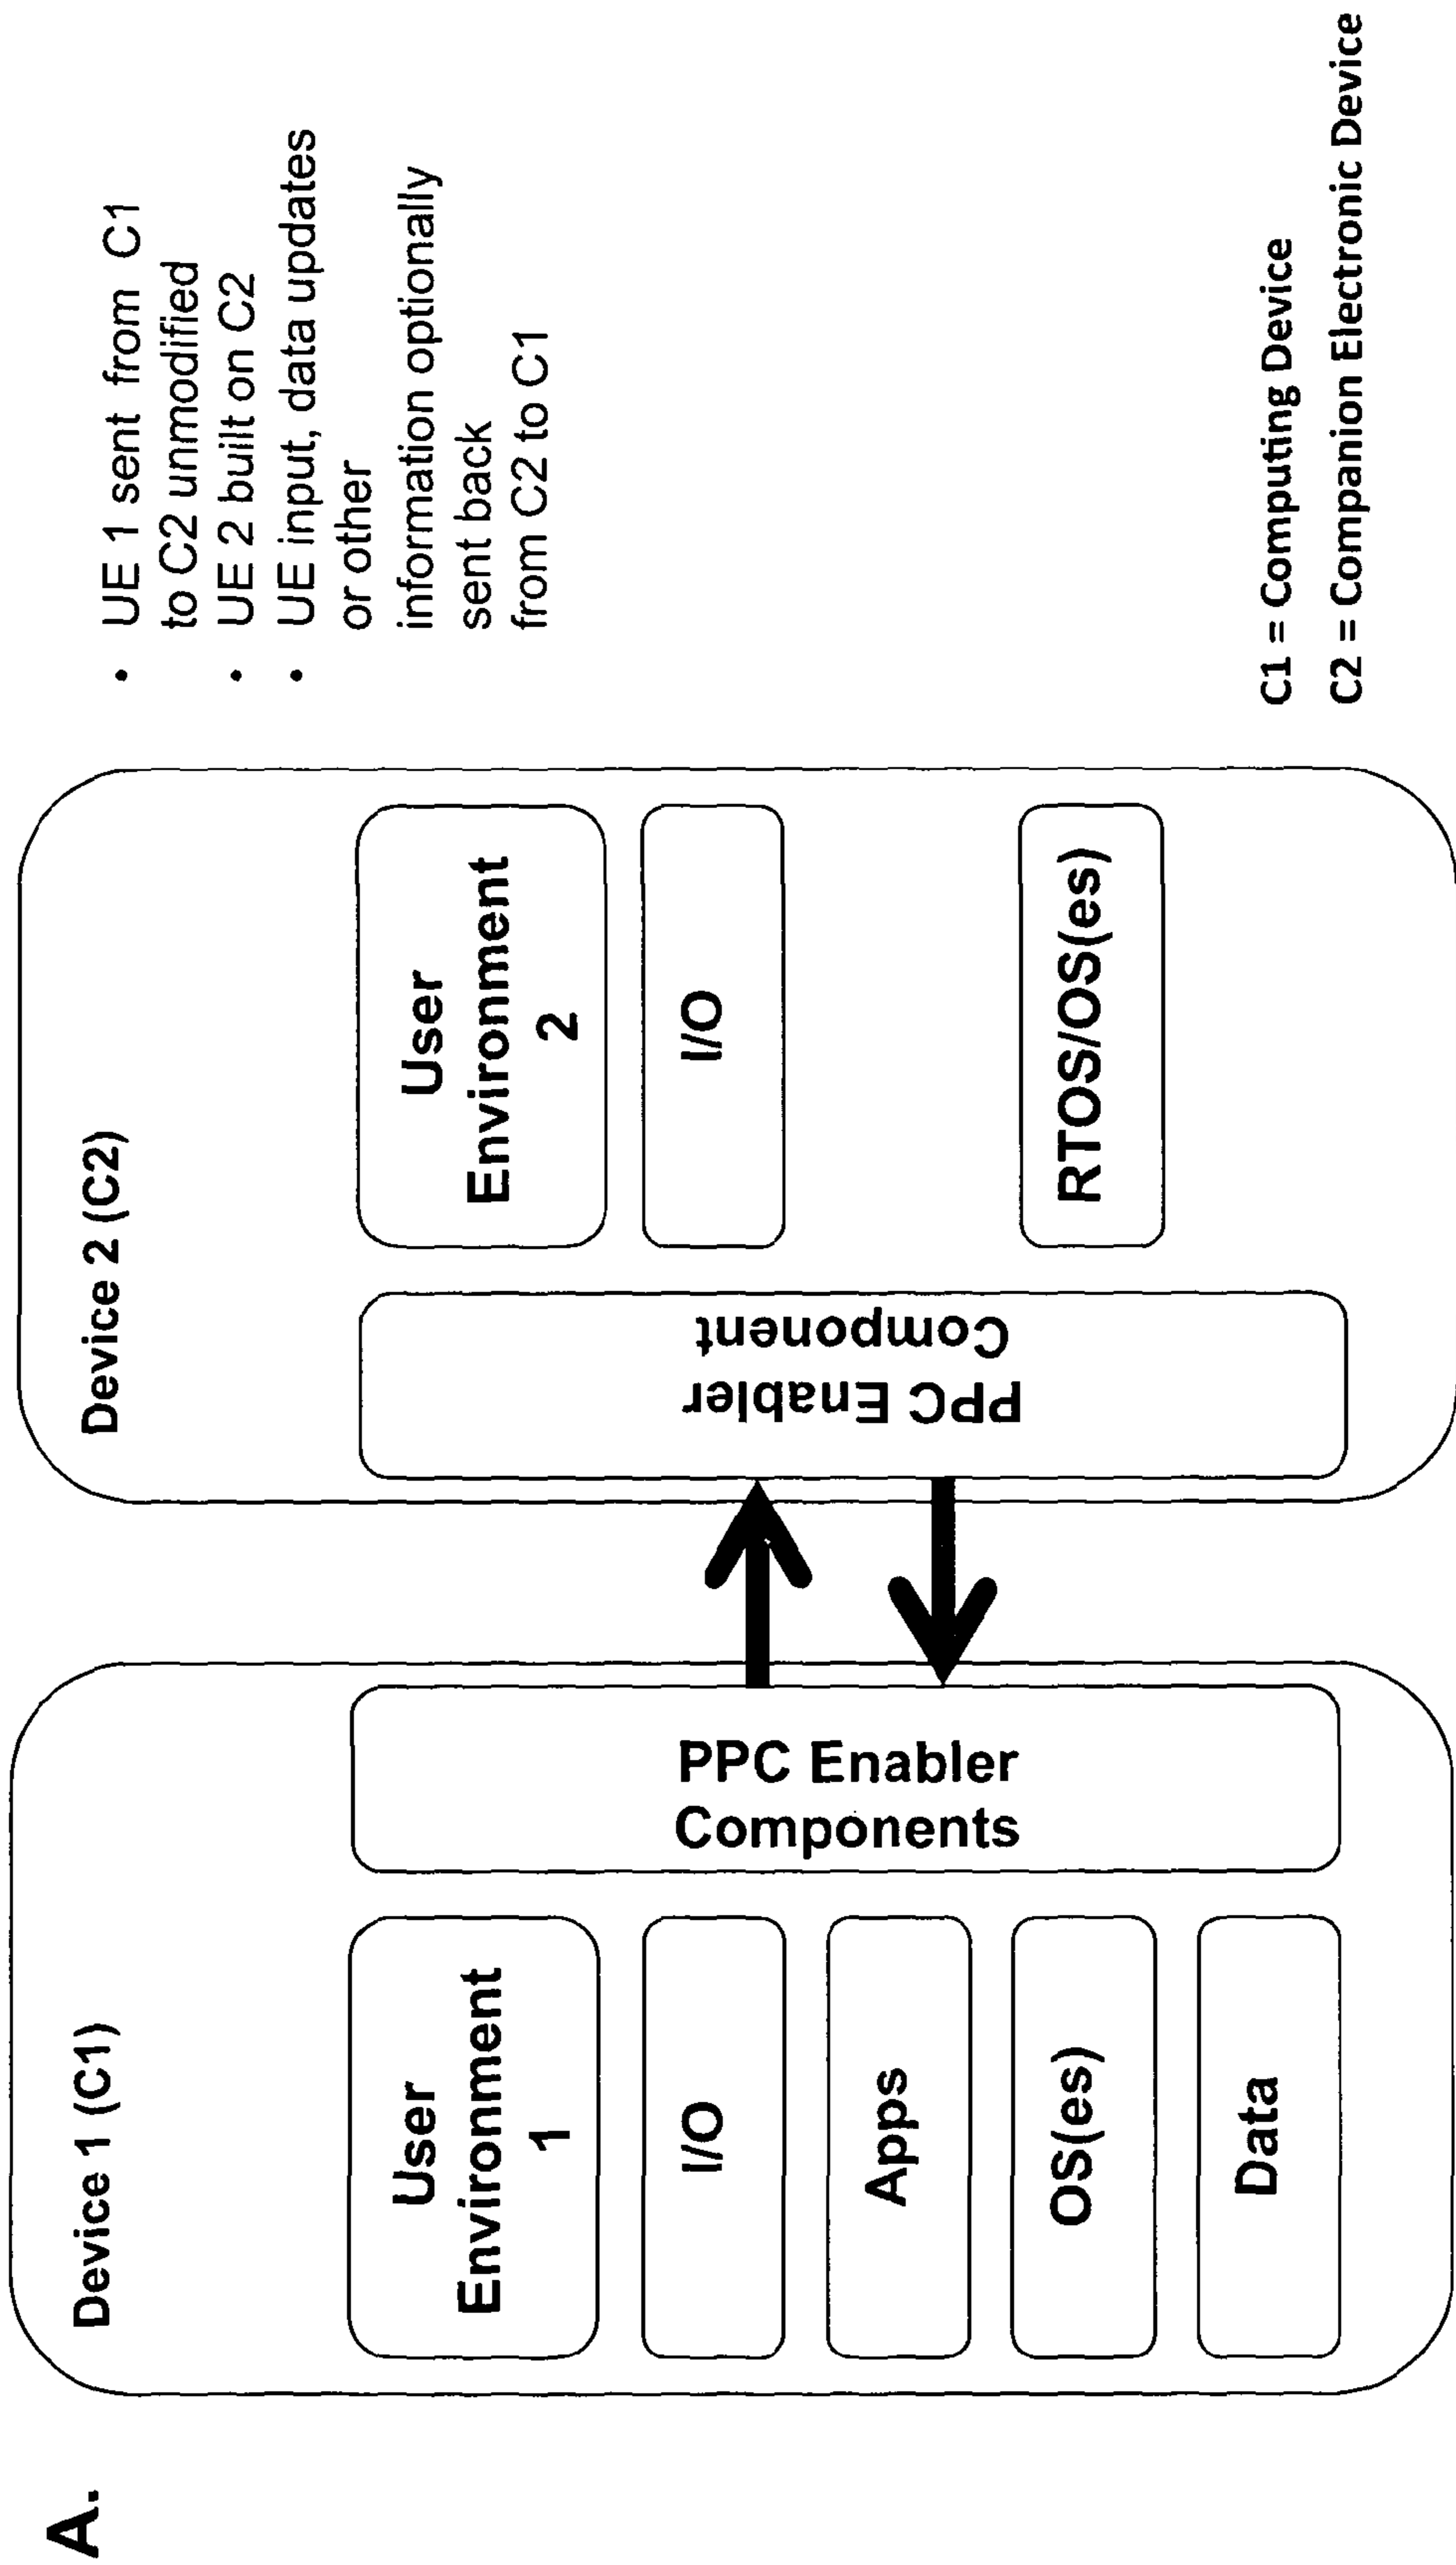 A.
Device 1 (C1)
User
Environment
1
I/O
Apps
OS(es)
Data
PPC Enabler
Components
Device 2 (C2)
PPC Enabler
Component
User
Environment
2
I/O
RTOS/OS(es)
• UE 1 sent from C1
to C2 unmodified
• UE 2 built on C2
• UE input, data updates
or other
information optionally
sent back
from C2 to C1
C1 = Computing Device
C2 = Companion Electronic Device